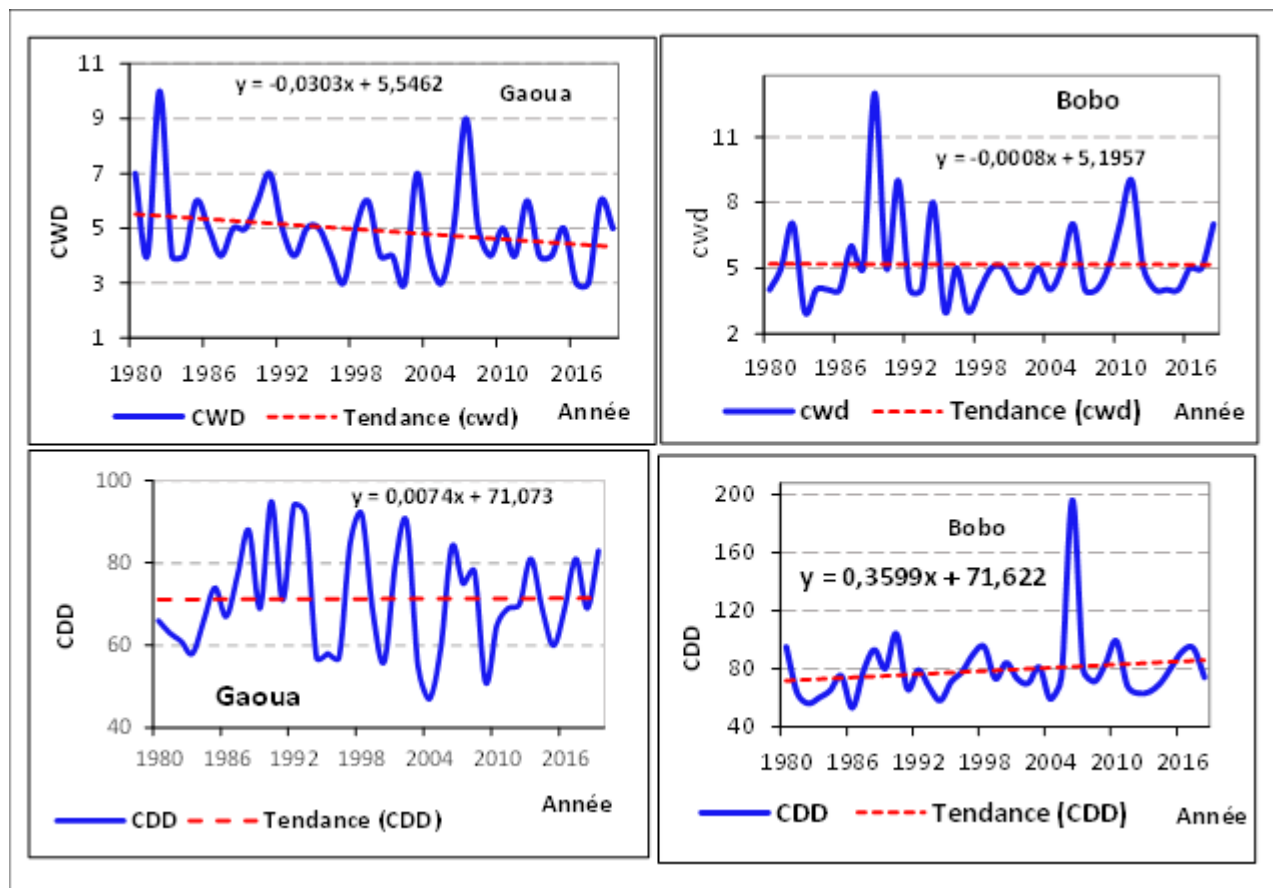 y = -0,0303x + 5,5462
Gaoua
CWD
11
9
7
5
3
1
1980 1986 1992 1998 2004 2010 2016
CWD Tendance (cwd) Année
Bobo
y = -0,0008x + 5,1957
cwd
11
8
5
2
1980 1986 1992 1998 2004 2010 2016
cwd Tendance (cwd) Année
y = 0,0074x + 71,073
CDD
100
80
60
40
Gaoua
1980 1986 1992 1998 2004 2010 2016
Année
CDD Tendance (CDD)
Bobo
y = 0,3599x + 71,622
CDD
200
160
120
80
40
1980 1986 1992 1998 2004 2010 2016
CDD Tendance (CDD) Année